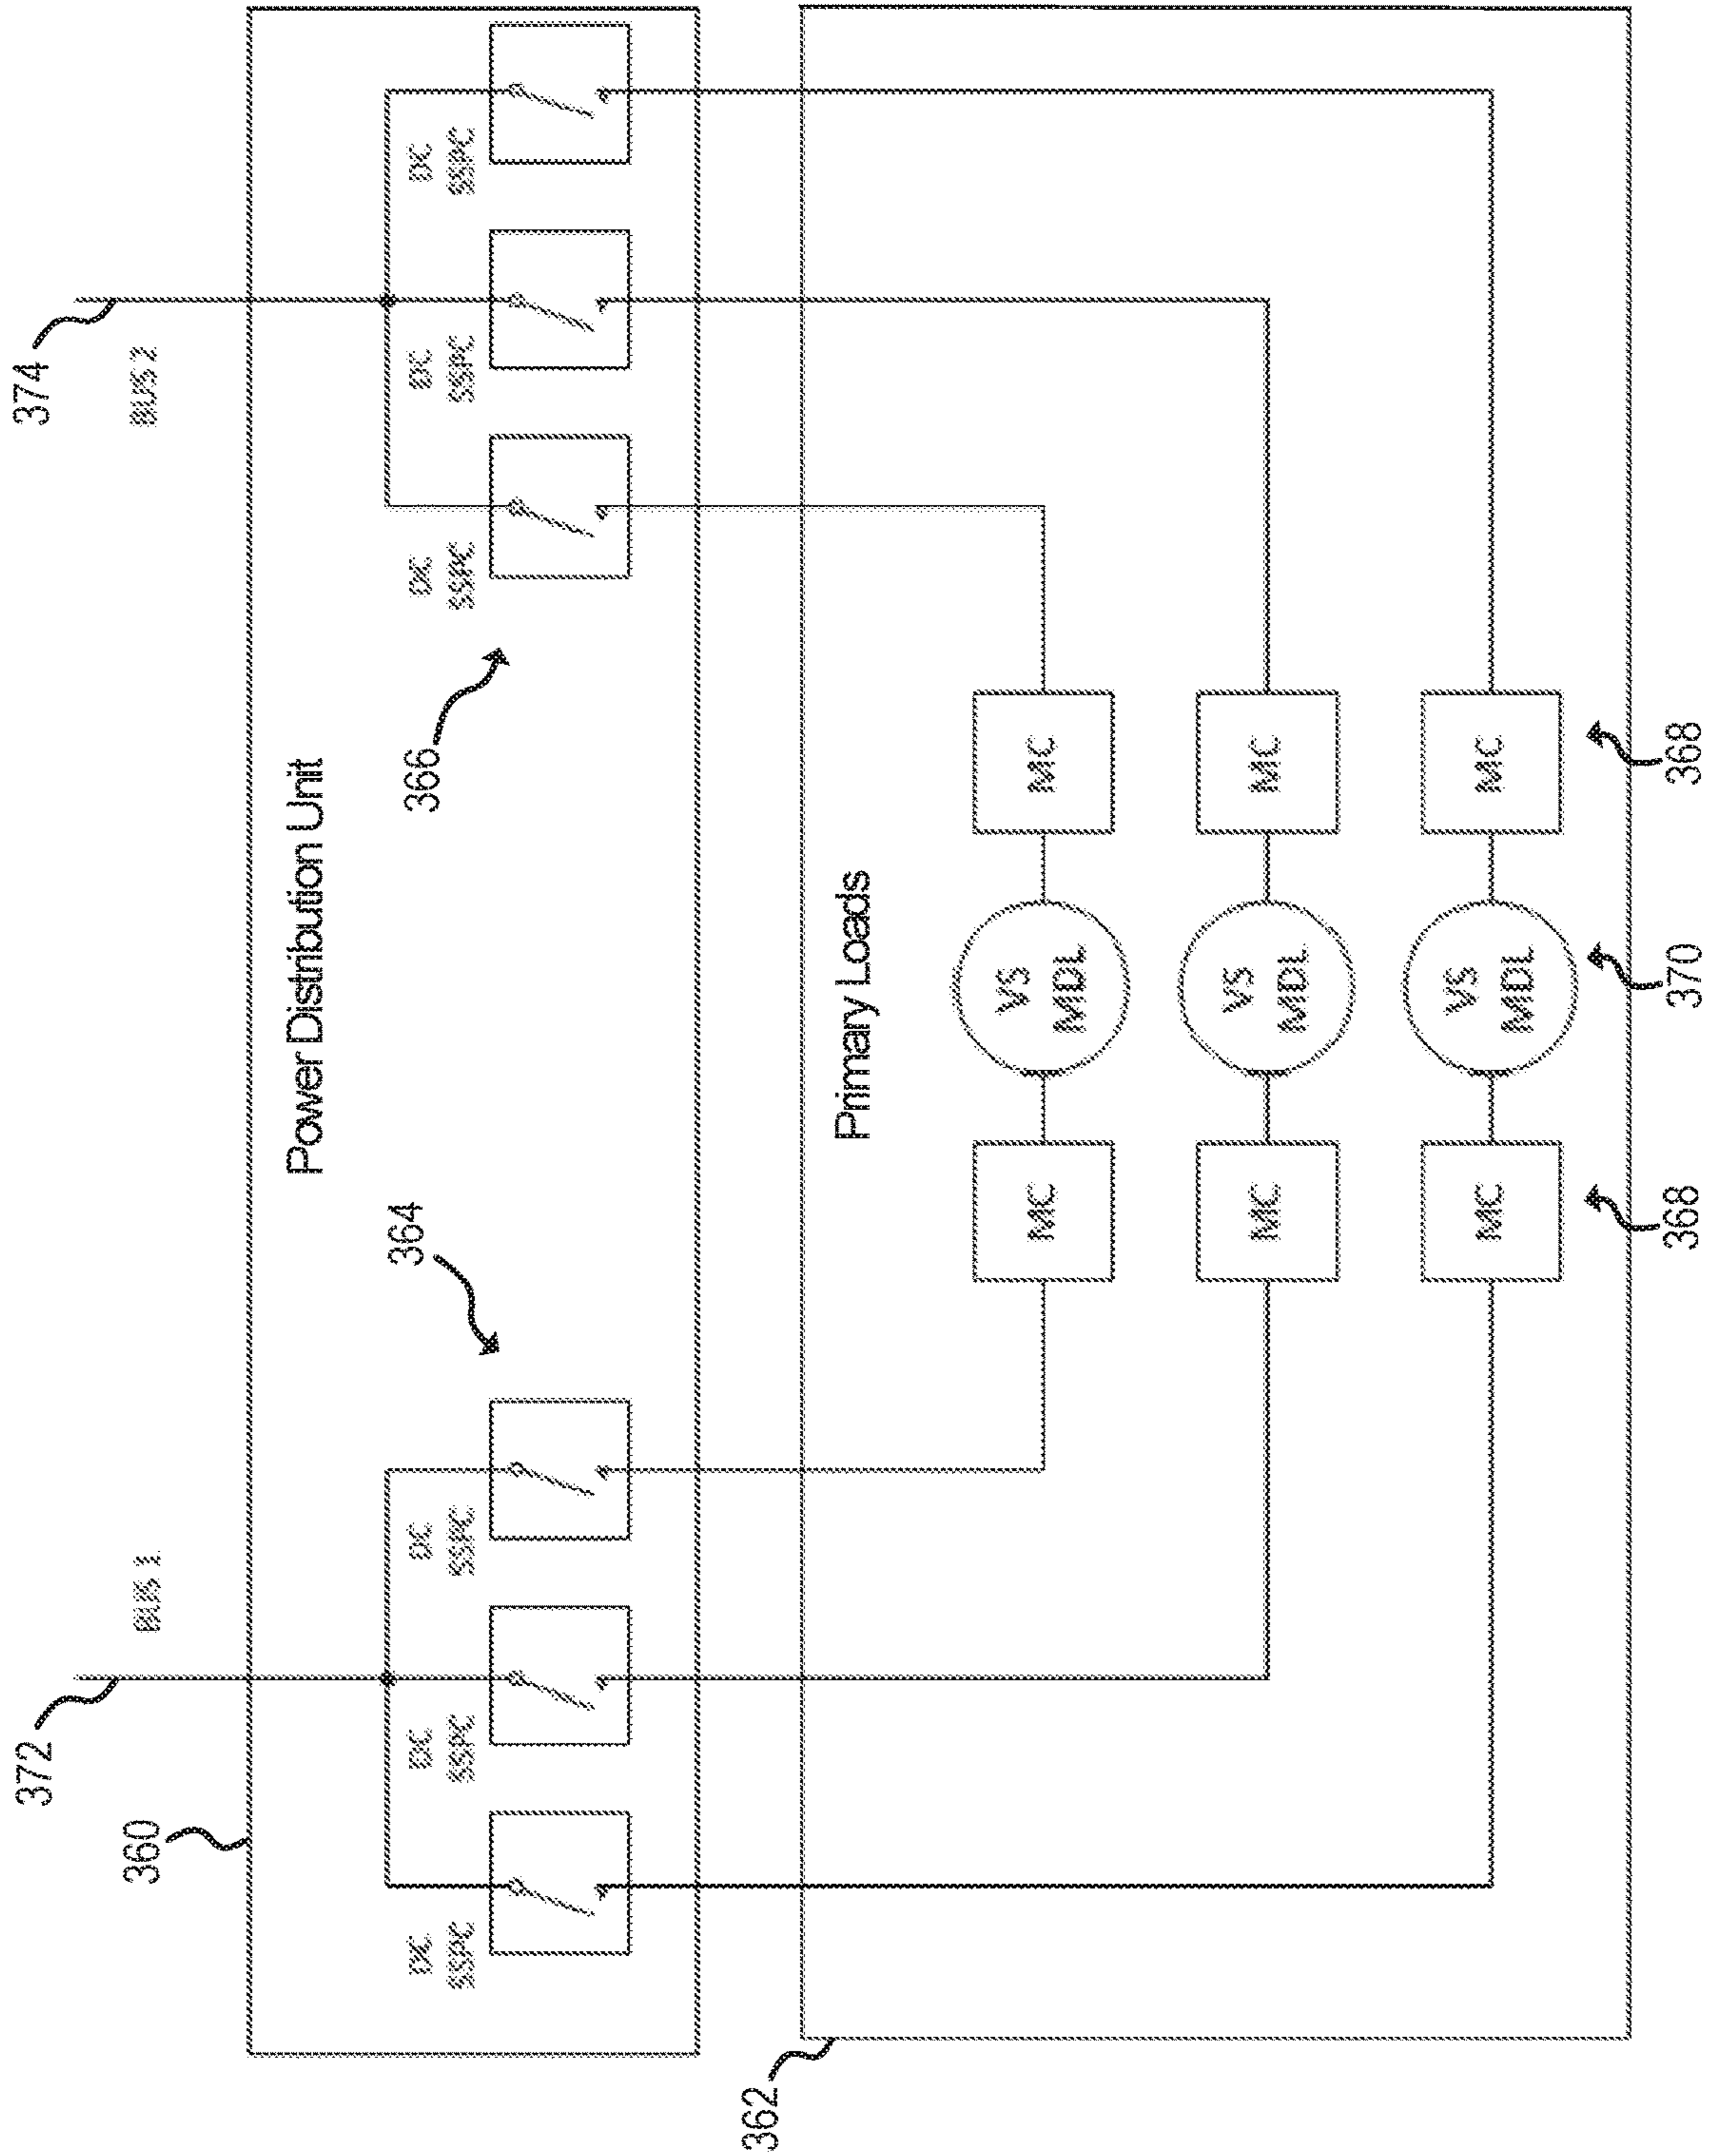 372
BUS 1
374
BUS 2
360
Power Distribution Unit
DC
SSPC
DC
SSPC
DC
SSPC
DC
SSPC
DC
SSPC
DC
SSPC
364
366
362
Primary Loads
MC
VS
MDL
MC
MC
VS
MDL
MC
MC
VS
MDL
MC
368
370
368